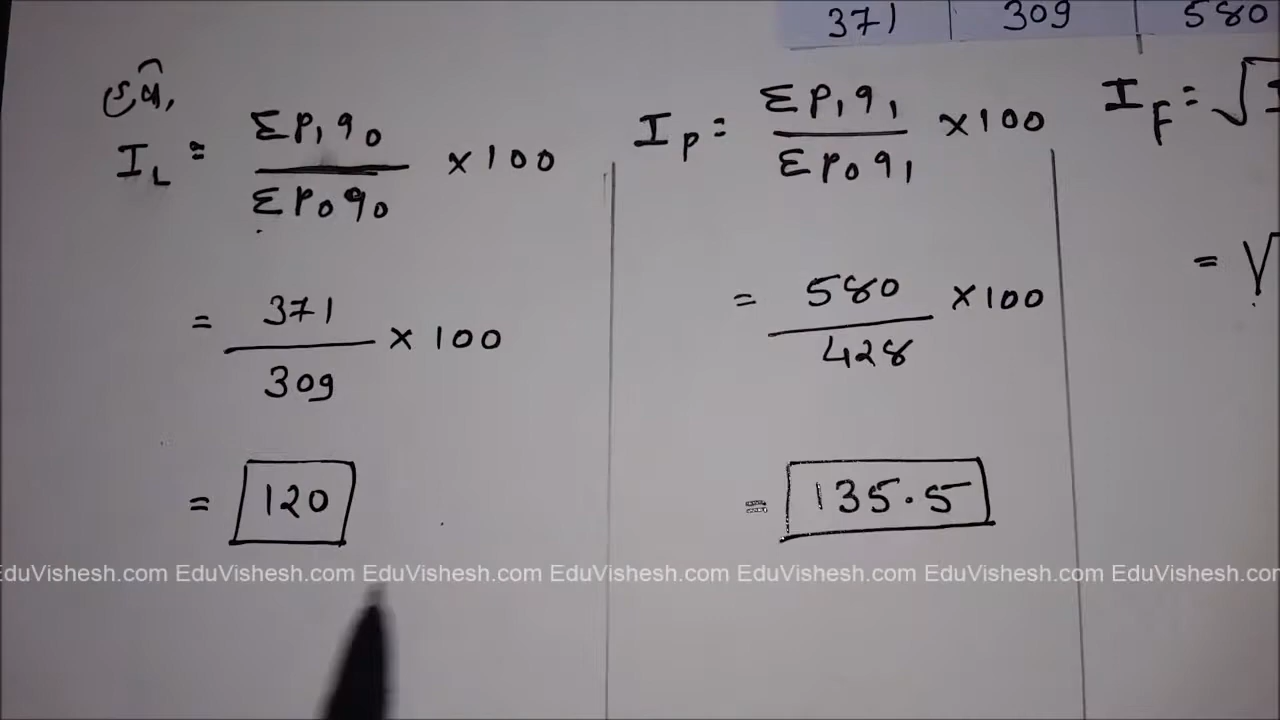 371 309 580
હવે,
I_L = Σp₁q₀ / Σp₀q₀ × 100
= 371 / 309 × 100
= 120
I_P = Σp₁q₁ / Σp₀q₁ × 100
= 580 / 428 × 100
= 135.5
I_F = √I
= √
EduVishesh.com EduVishesh.com EduVishesh.com EduVishesh.com EduVishesh.com EduVishesh.com EduVishesh.com